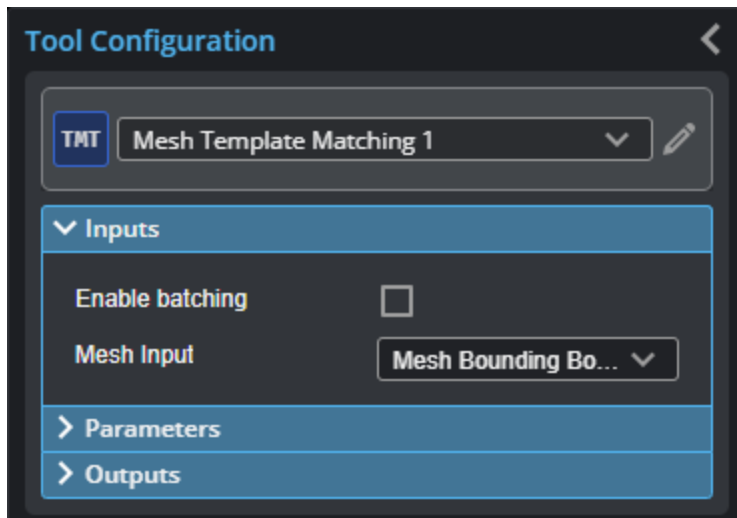 Tool Configuration
TMT Mesh Template Matching 1
Inputs
Enable batching
Mesh Input Mesh Bounding Bo...
Parameters
Outputs